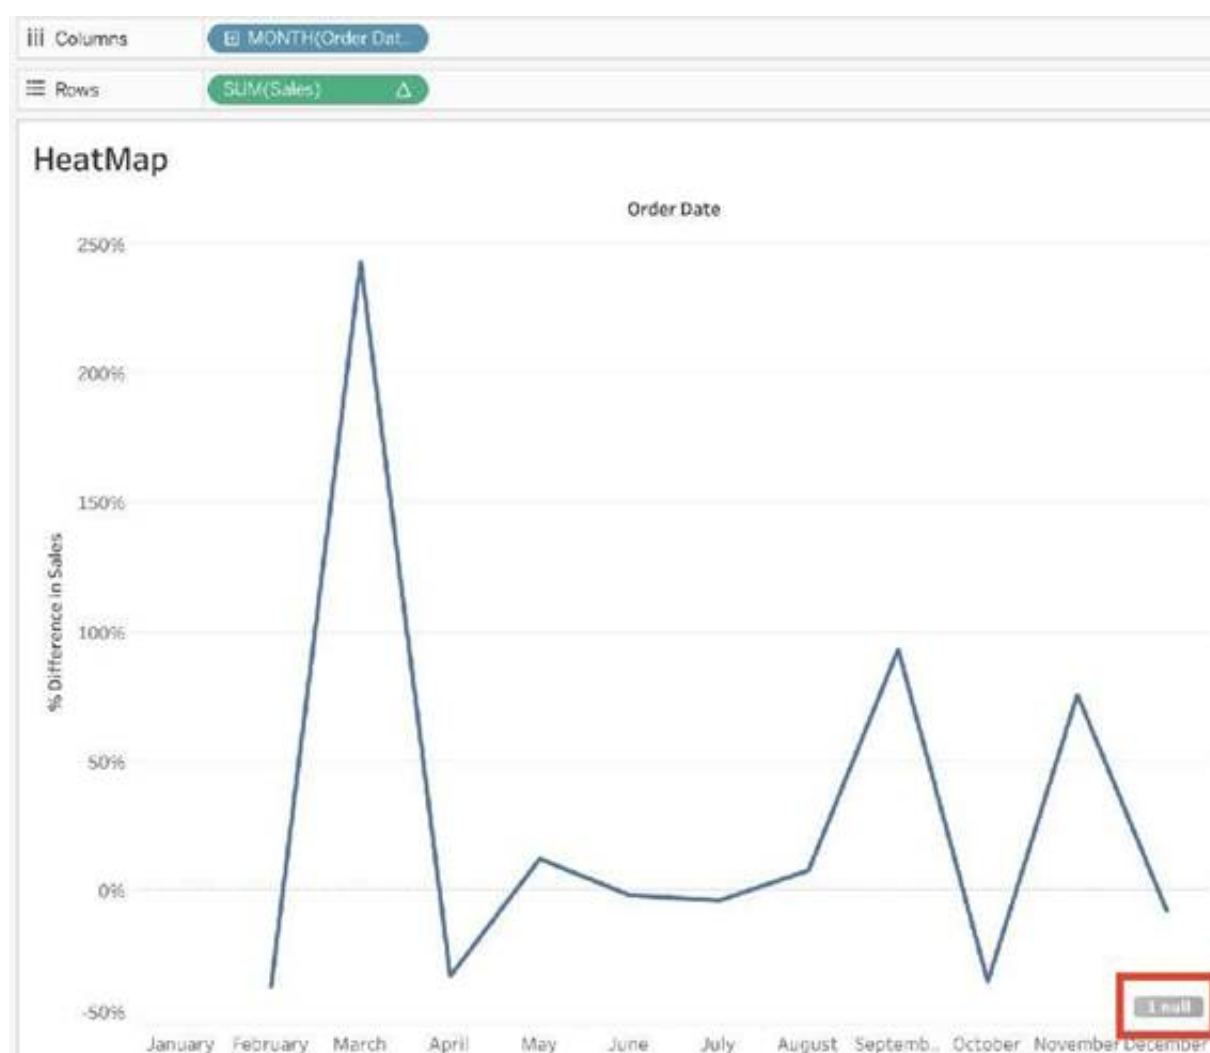 Columns MONTH(Order Dat..
Rows SUM(Sales)
HeatMap
Order Date
250%
200%
150%
100%
50%
0%
-50%
% Difference in Sales
January February March April May June July August Septemb.. October November December
1 null